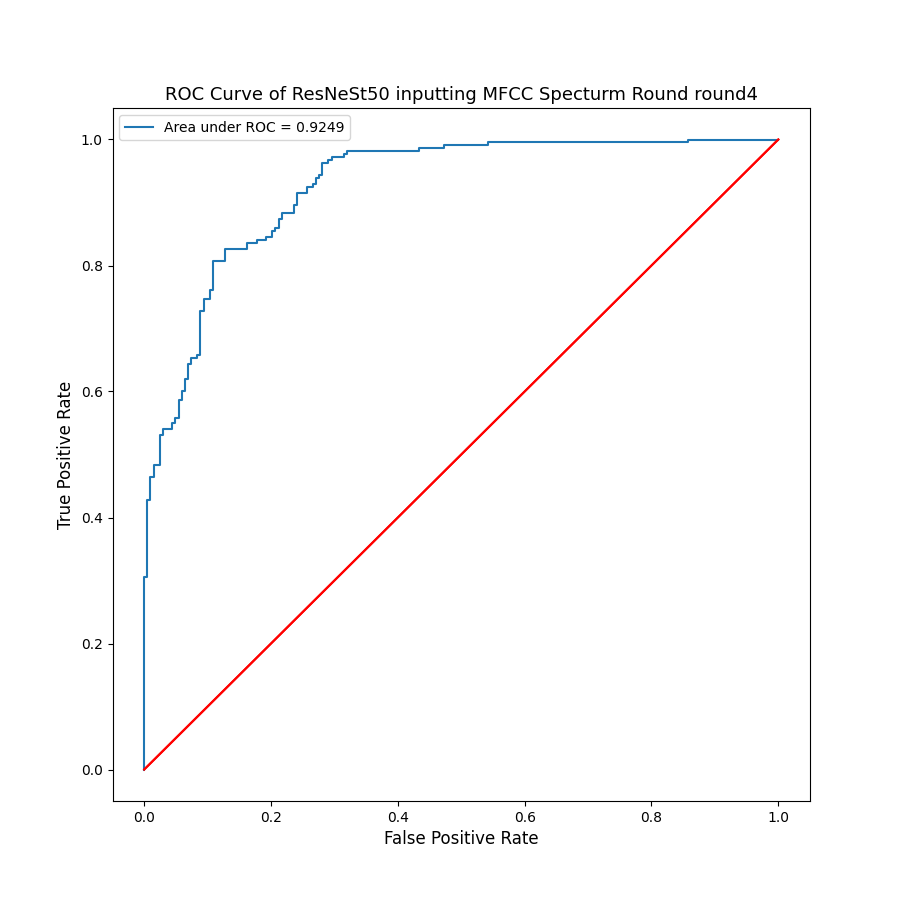 ROC Curve of ResNeSt50 inputting MFCC Specturm Round round4
Area under ROC = 0.9249
1.0
0.8
0.6
0.4
0.2
0.0
True Positive Rate
0.0 0.2 0.4 0.6 0.8 1.0
False Positive Rate